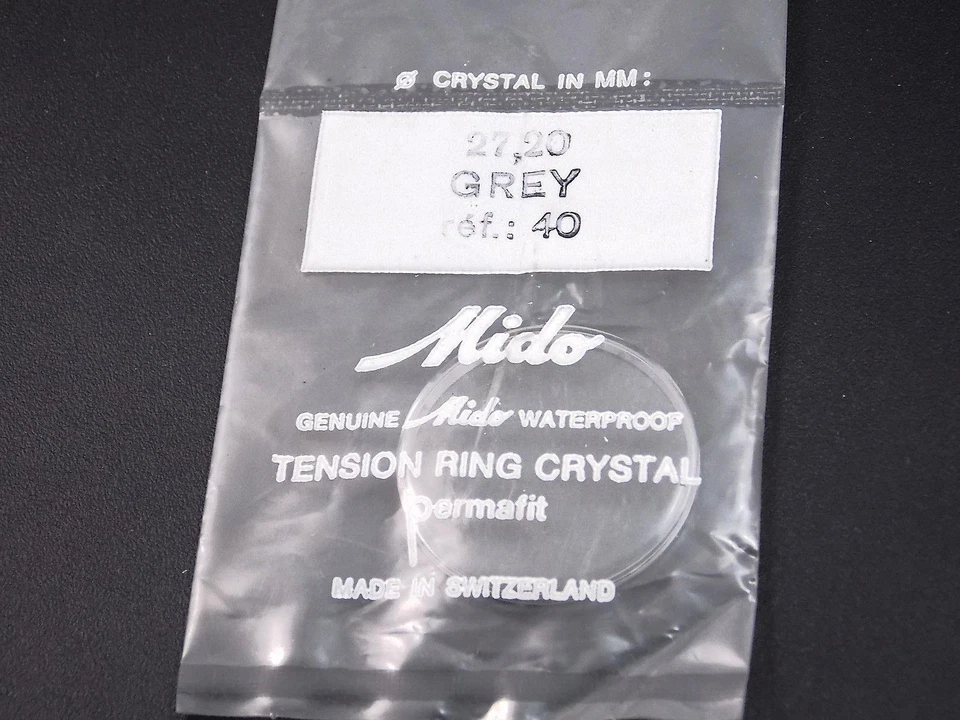 Ø CRYSTAL IN MM:
27,20
GREY
réf.: 40
Mido
GENUINE Mido WATERPROOF
TENSION RING CRYSTAL
Permafit
MADE IN SWITZERLAND